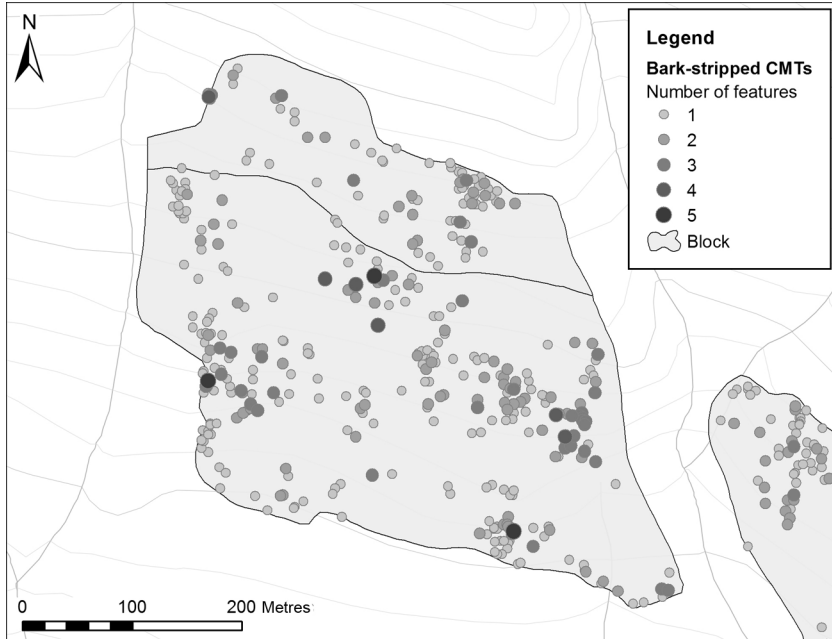 N
Legend
Bark-stripped CMTs
Number of features
1
2
3
4
5
Block
0 100 200 Metres